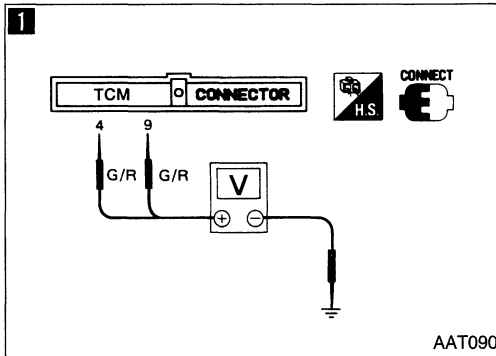 1
TCM CONNECTOR
H.S.
CONNECT
4 9
G/R G/R
V
+ −
AAT090